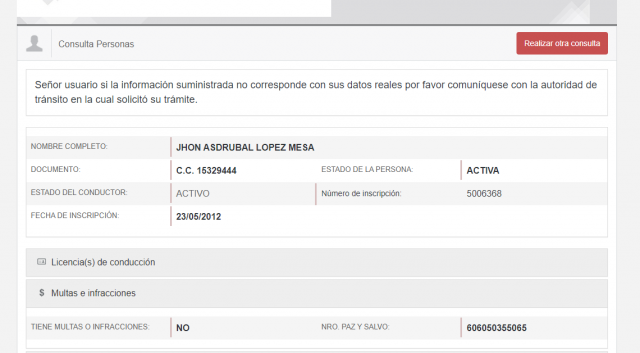 Consulta Personas
Realizar otra consulta
Señor usuario si la información suministrada no corresponde con sus datos reales por favor comuníquese con la autoridad de
tránsito en la cual solicitó su trámite.
NOMBRE COMPLETO: JHON ASDRUBAL LOPEZ MESA
DOCUMENTO: C.C. 15329444 ESTADO DE LA PERSONA: ACTIVA
ESTADO DEL CONDUCTOR: ACTIVO Número de inscripción: 5006368
FECHA DE INSCRIPCIÓN: 23/05/2012
Licencia(s) de conducción
$ Multas e infracciones
TIENE MULTAS O INFRACCIONES: NO NRO. PAZ Y SALVO: 606050355065